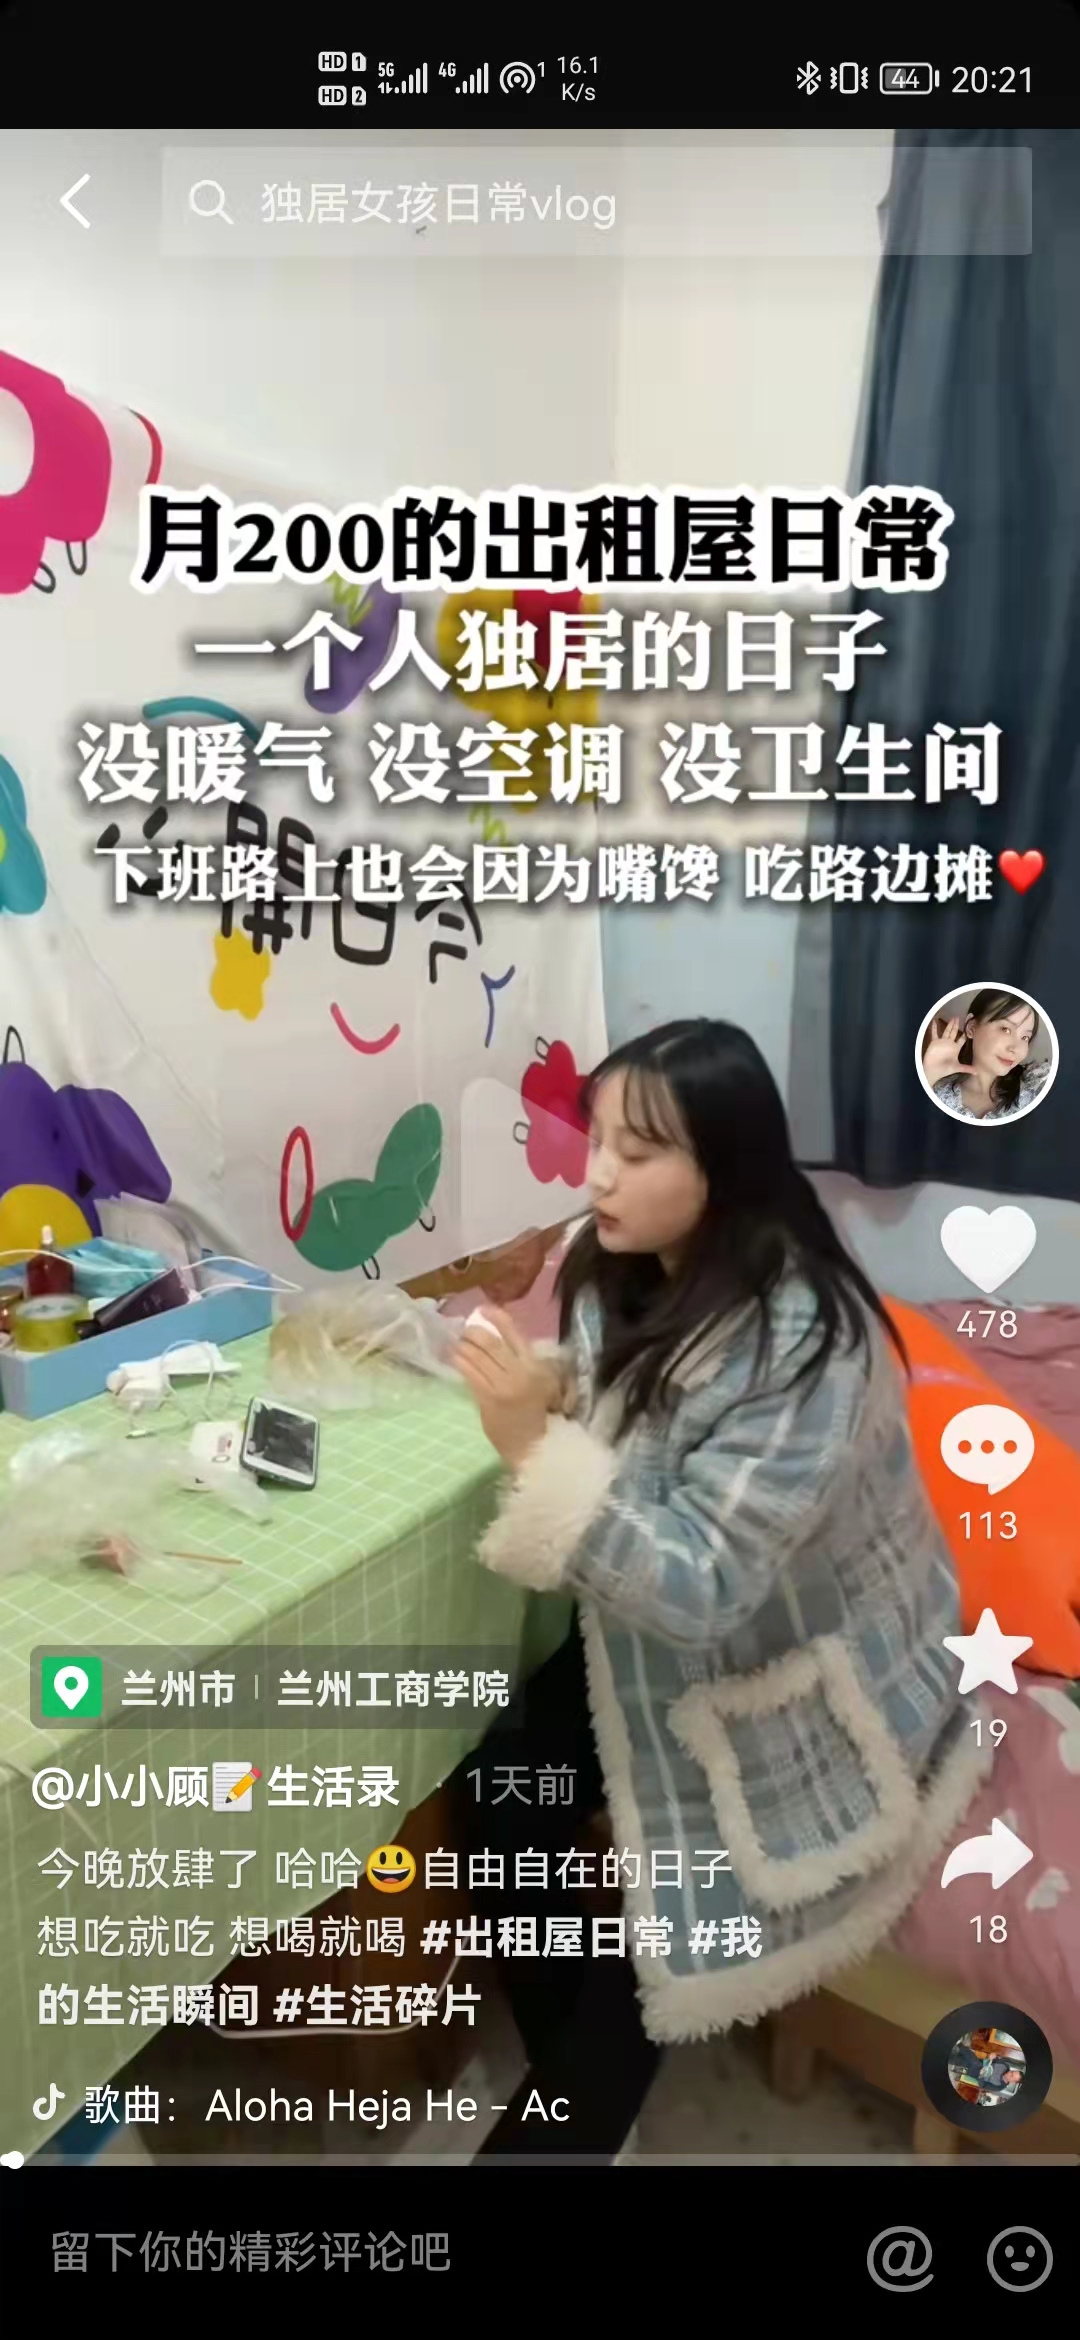 HD 1
HD 2
5G
4G
1
16.1
K/s
44
20:21
独居女孩日常vlog
月200的出租屋日常
一个人独居的日子
没暖气 没空调 没卫生间
下班路上也会因为嘴馋 吃路边摊❤️
開日今
478
113
兰州市 | 兰州工商学院
19
@小小顾📝生活录 · 1天前
今晚放肆了 哈哈😃自由自在的日子
想吃就吃 想喝就喝 #出租屋日常 #我
的生活瞬间 #生活碎片
18
歌曲：Aloha Heja He - Ac
留下你的精彩评论吧
@